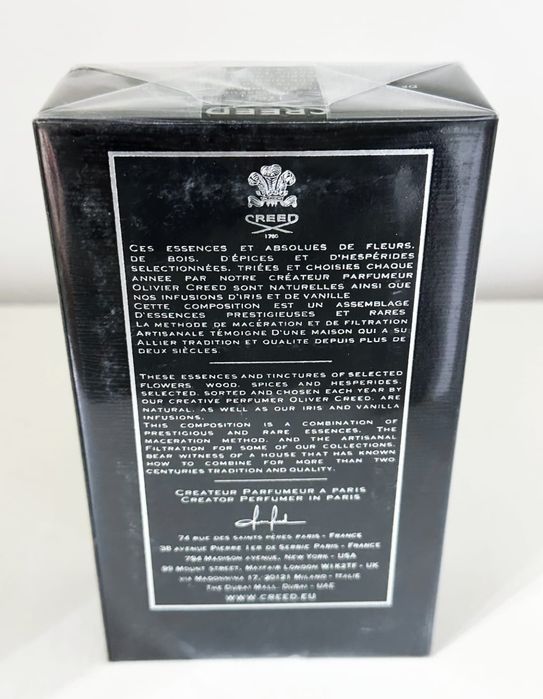 CREED
CREED
1760
CES ESSENCES ET ABSOLUES DE FLEURS,
DE BOIS, D'ÉPICES ET D'HESPÉRIDES
SELECTIONNÉES, TRIÉES ET CHOISIES CHAQUE
ANNEE PAR NOTRE CRÉATEUR PARFUMEUR
OLIVIER CREED SONT NATURELLES AINSI QUE
NOS INFUSIONS D'IRIS ET DE VANILLE
CETTE COMPOSITION EST UN ASSEMBLAGE
D'ESSENCES PRESTIGIEUSES ET RARES
LA METHODE DE MACÉRATION ET DE FILTRATION
ARTISANALE TÉMOIGNE D'UNE MAISON QUI A SU
ALLIER TRADITION ET QUALITE DEPUIS PLUS DE
DEUX SIÈCLES.
THESE ESSENCES AND TINCTURES OF SELECTED
FLOWERS, WOOD, SPICES AND HESPERIDES,
SELECTED, SORTED AND CHOSEN EACH YEAR BY
OUR CREATIVE PERFUMER OLIVER CREED, ARE
NATURAL, AS WELL AS OUR IRIS AND VANILLA
INFUSIONS.
THIS COMPOSITION IS A COMBINATION OF
PRESTIGIOUS AND RARE ESSENCES. THE
MACERATION METHOD, AND THE ARTISANAL
FILTRATION FOR SOME OF OUR COLLECTIONS,
BEAR WITNESS OF A HOUSE THAT HAS KNOWN
HOW TO COMBINE FOR MORE THAN TWO
CENTURIES TRADITION AND QUALITY.
CREATEUR PARFUMEUR A PARIS
CREATOR PERFUMER IN PARIS
74 RUE DES SAINTS PÈRES PARIS - FRANCE
38 AVENUE PIERRE 1ER DE SERBIE PARIS - FRANCE
794 MADISON AVENUE, NEW YORK - USA
99 MOUNT STREET, MAYFAIR LONDON W1K2TF - UK
VIA MADONNINA 17, 20121 MILANO - ITALIE
THE DUBAI MALL, DUBAI - UAE
WWW.CREED.EU